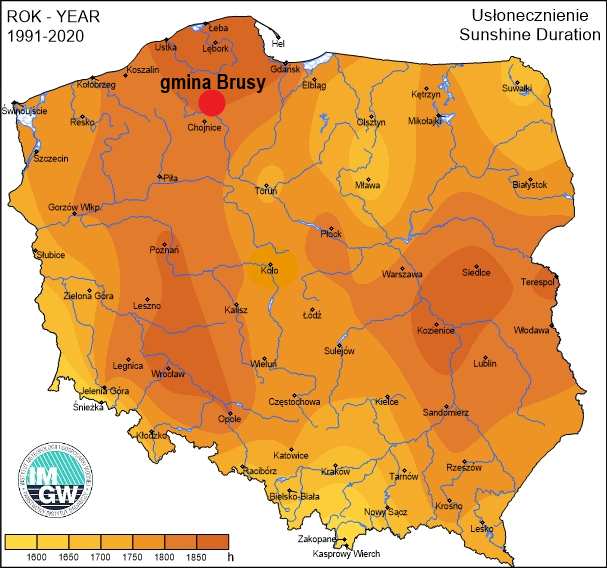 ROK - YEAR
1991-2020
Usłonecznienie
Sunshine Duration
Łeba
Ustka
Lębork
Hel
Koszalin
Gdańsk
Kołobrzeg
gmina Brusy
Elbląg
Kętrzyn
Suwałki
Świnoujście
Resko
Chojnice
Olsztyn
Mikołajki
Szczecin
Piła
Toruń
Mława
Białystok
Gorzów Wlkp.
Płock
Słubice
Poznań
Koło
Warszawa
Siedlce
Terespol
Zielona Góra
Leszno
Kalisz
Łódź
Kozienice
Włodawa
Sulejów
Legnica
Wrocław
Wieluń
Lublin
Jelenia Góra
Śnieżka
Opole
Częstochowa
Kielce
Sandomierz
Kłodzko
Katowice
Racibórz
Kraków
Tarnów
Rzeszów
Bielsko-Biała
Nowy Sącz
Krosno
Lesko
Zakopane
Kasprowy Wierch
IM
GW
1600 1650 1700 1750 1800 1850 h